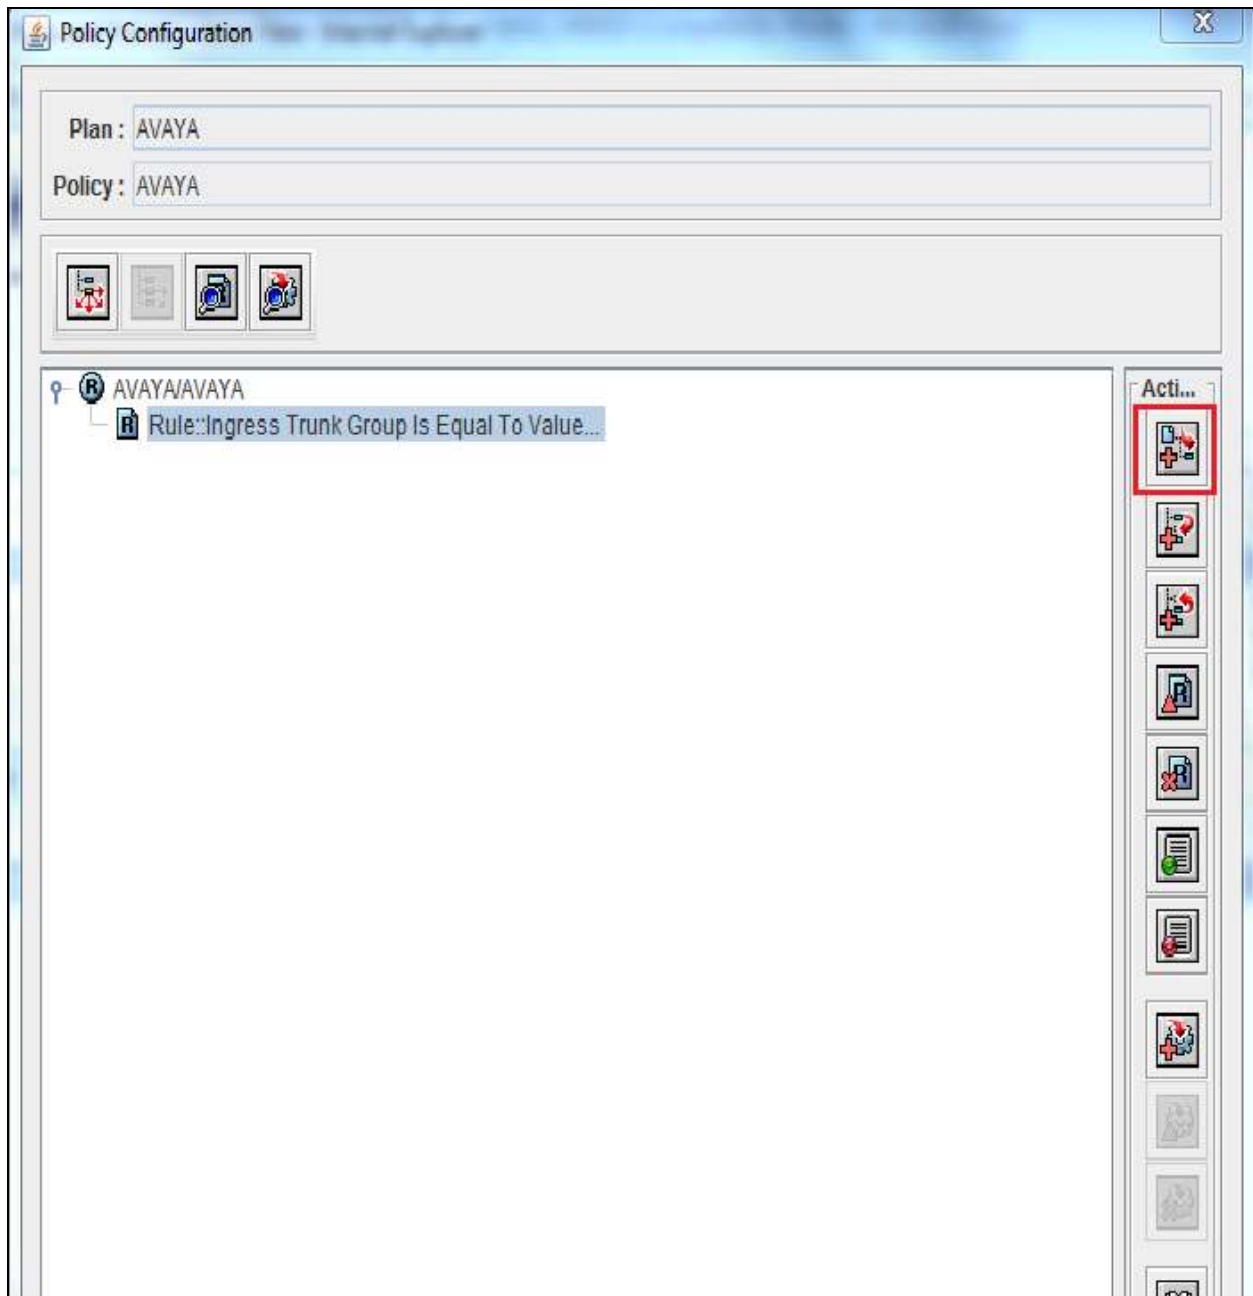 Policy Configuration
Plan : AVAYA
Policy : AVAYA
Acti...
R AVAYA/AVAYA
R Rule::Ingress Trunk Group Is Equal To Value...
R
R